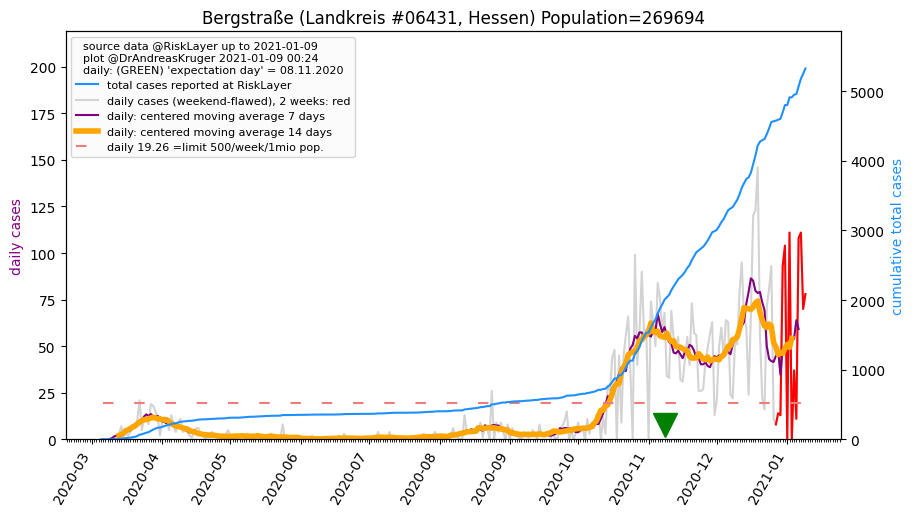 Bergstraße (Landkreis #06431, Hessen) Population=269694
source data @RiskLayer up to 2021-01-09
plot @DrAndreasKruger 2021-01-09 00:24
daily: (GREEN) 'expectation day' = 08.11.2020
total cases reported at RiskLayer
daily cases (weekend-flawed), 2 weeks: red
daily: centered moving average 7 days
daily: centered moving average 14 days
daily 19.26 =limit 500/week/1mio pop.
daily cases
200
175
150
125
100
75
50
25
0
cumulative total cases
5000
4000
3000
2000
1000
0
2020-03
2020-04
2020-05
2020-06
2020-07
2020-08
2020-09
2020-10
2020-11
2020-12
2021-01